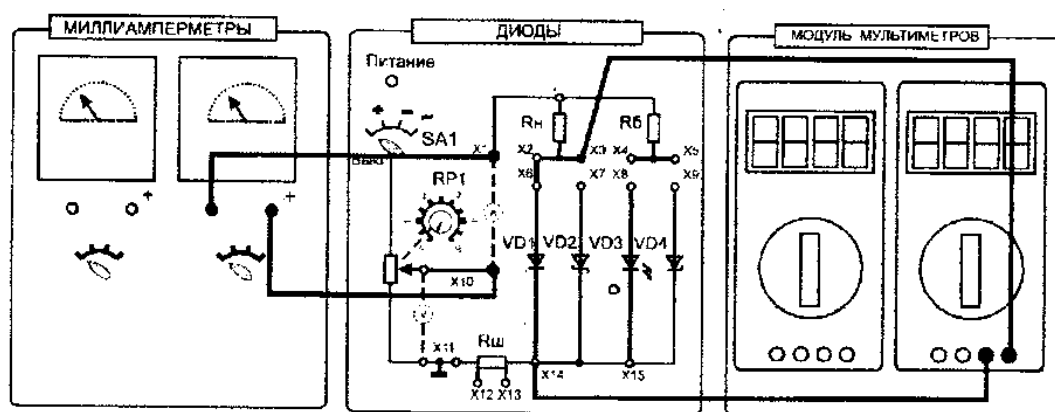 МИЛЛИАМПЕРМЕТРЫ
ДИОДЫ
МОДУЛЬ МУЛЬТИМЕТРОВ
Питание
+ - ~
SA1
X1
RP1
Rн
Rб
X2
X3
X4
X5
X6
X7
X8
X9
VD1
VD2
VD3
VD4
X10
X11
Rш
X12
X13
X14
X15
+
+